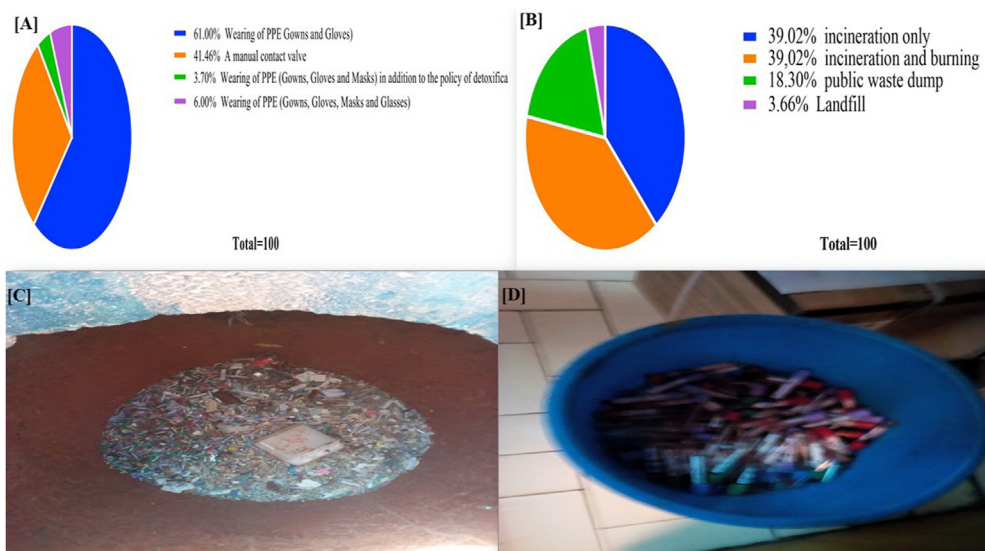 [A]
61.00% Wearing of PPE Gowns and Gloves)
41.46% A manual contact valve
3.70% Wearing of PPE (Gowns, Gloves and Masks) in addition to the policy of detoxifica
6.00% Wearing of PPE (Gowns, Gloves, Masks and Glasses)
Total=100
[B]
39,02% incineration only
39,02% incineration and burning
18.30% public waste dump
3.66% Landfill
Total=100
[C]
[D]